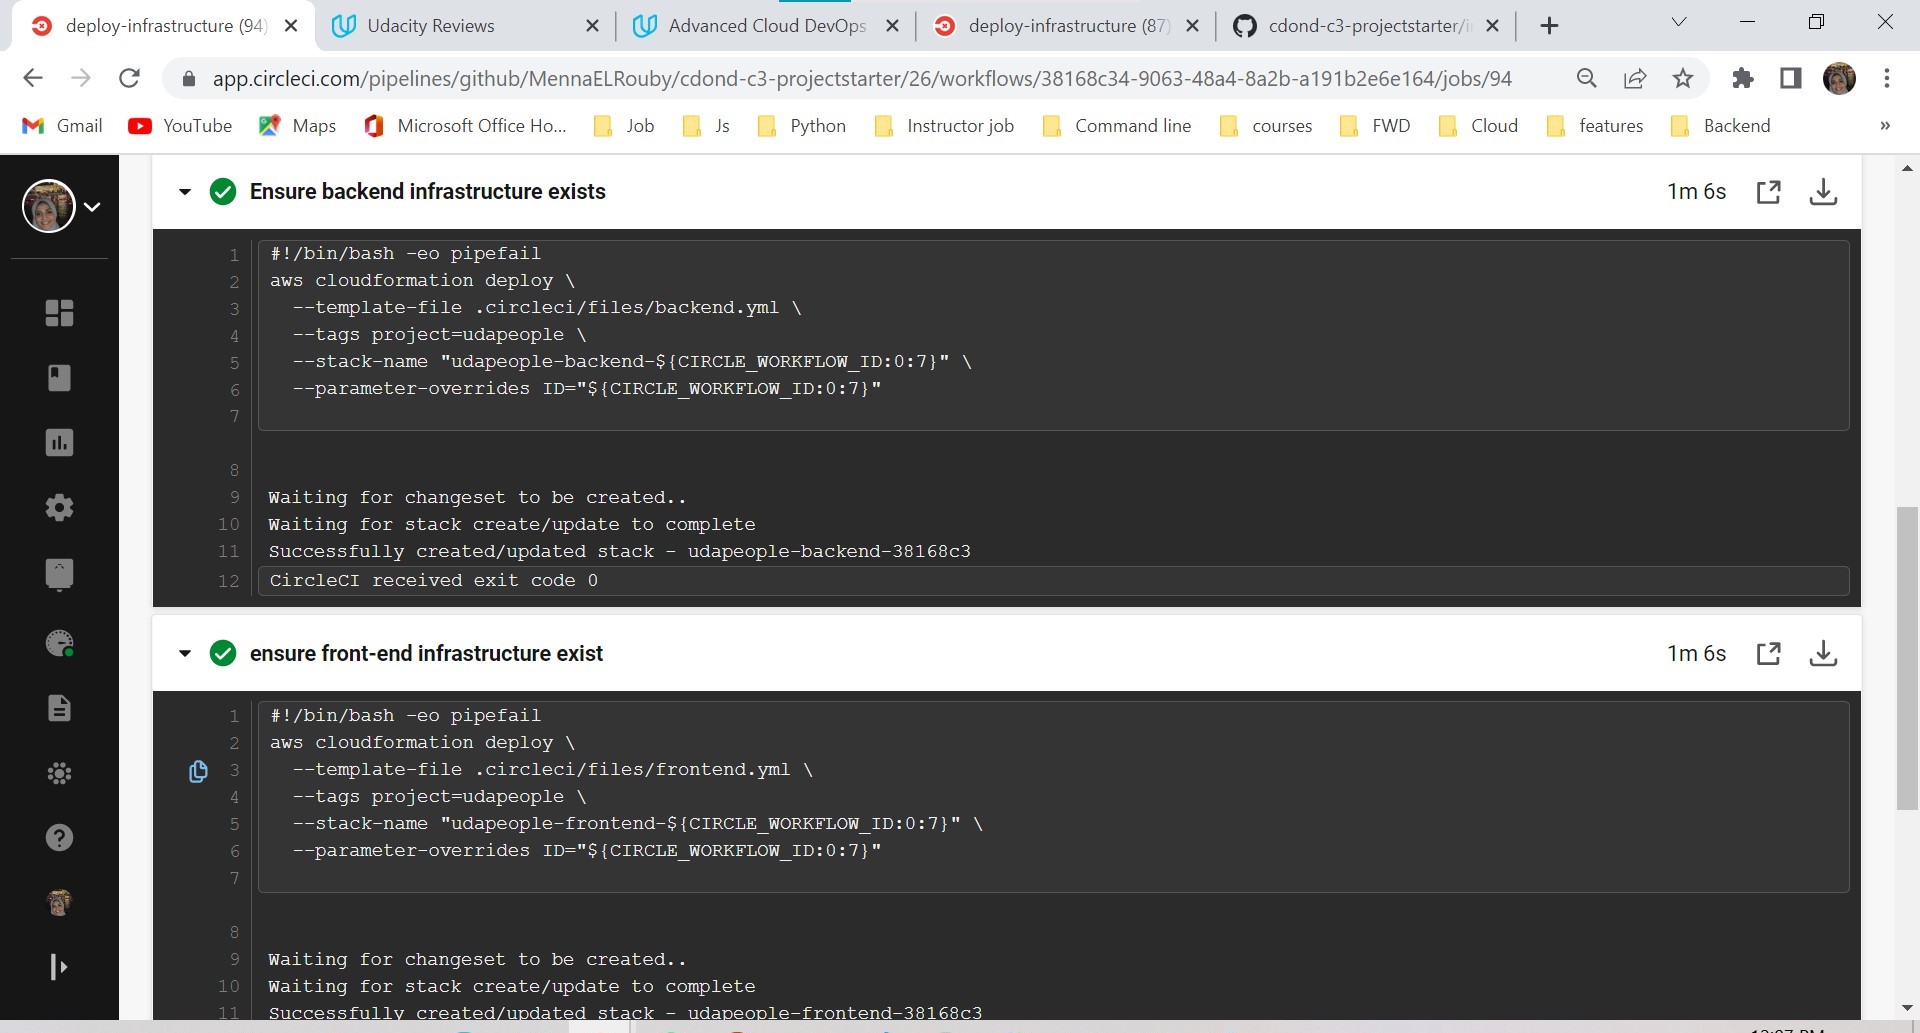 deploy-infrastructure (94)
Udacity Reviews
Advanced Cloud DevOps
deploy-infrastructure (87)
cdond-c3-projectstarter/i
app.circleci.com/pipelines/github/MennaELRouby/cdond-c3-projectstarter/26/workflows/38168c34-9063-48a4-8a2b-a191b2e6e164/jobs/94
Gmail
YouTube
Maps
Microsoft Office Ho...
Job
Js
Python
Instructor job
Command line
courses
FWD
Cloud
features
Backend
»
Ensure backend infrastructure exists
1m 6s
1 #!/bin/bash -eo pipefail
2 aws cloudformation deploy \
3 --template-file .circleci/files/backend.yml \
4 --tags project=udapeople \
5 --stack-name "udapeople-backend-${CIRCLE_WORKFLOW_ID:0:7}" \
6 --parameter-overrides ID="${CIRCLE_WORKFLOW_ID:0:7}"
7
8
9 Waiting for changeset to be created..
10 Waiting for stack create/update to complete
11 Successfully created/updated stack - udapeople-backend-38168c3
12 CircleCI received exit code 0
ensure front-end infrastructure exist
1m 6s
1 #!/bin/bash -eo pipefail
2 aws cloudformation deploy \
3 --template-file .circleci/files/frontend.yml \
4 --tags project=udapeople \
5 --stack-name "udapeople-frontend-${CIRCLE_WORKFLOW_ID:0:7}" \
6 --parameter-overrides ID="${CIRCLE_WORKFLOW_ID:0:7}"
7
8
9 Waiting for changeset to be created..
10 Waiting for stack create/update to complete
11 Successfully created/updated stack - udapeople-frontend-38168c3